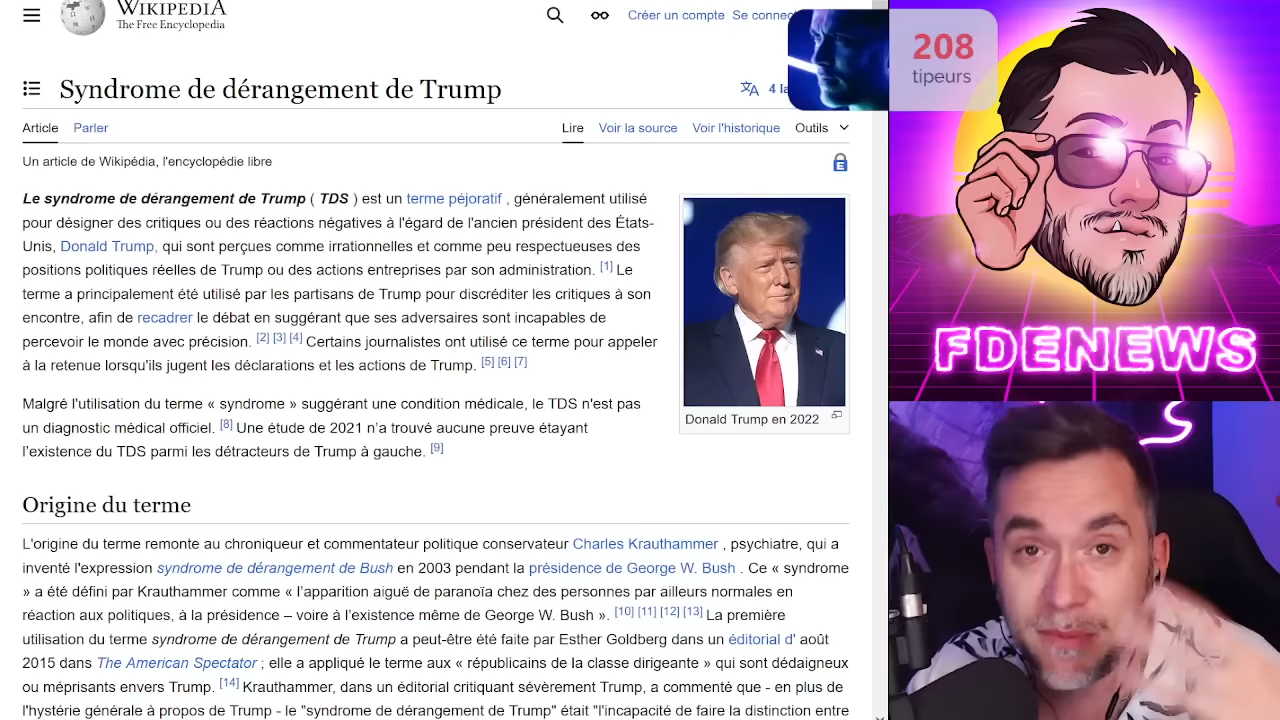 WIKIPEDIA
The Free Encyclopedia
Créer un compte Se connect
208
tipeurs
Syndrome de dérangement de Trump
4 la
Article Parler Lire Voir la source Voir l'historique Outils
Un article de Wikipédia, l'encyclopédie libre
Le syndrome de dérangement de Trump ( TDS ) est un terme péjoratif , généralement utilisé
pour désigner des critiques ou des réactions négatives à l'égard de l'ancien président des États-
Unis, Donald Trump, qui sont perçues comme irrationnelles et comme peu respectueuses des
positions politiques réelles de Trump ou des actions entreprises par son administration. [1] Le
terme a principalement été utilisé par les partisans de Trump pour discréditer les critiques à son
encontre, afin de recadrer le débat en suggérant que ses adversaires sont incapables de
percevoir le monde avec précision. [2] [3] [4] Certains journalistes ont utilisé ce terme pour appeler
à la retenue lorsqu'ils jugent les déclarations et les actions de Trump. [5] [6] [7]
Donald Trump en 2022
Malgré l'utilisation du terme « syndrome » suggérant une condition médicale, le TDS n'est pas
un diagnostic médical officiel. [8] Une étude de 2021 n'a trouvé aucune preuve étayant
l'existence du TDS parmi les détracteurs de Trump à gauche. [9]
Origine du terme
L'origine du terme remonte au chroniqueur et commentateur politique conservateur Charles Krauthammer , psychiatre, qui a
inventé l'expression syndrome de dérangement de Bush en 2003 pendant la présidence de George W. Bush . Ce « syndrome
» a été défini par Krauthammer comme « l'apparition aiguë de paranoïa chez des personnes par ailleurs normales en
réaction aux politiques, à la présidence – voire à l'existence même de George W. Bush ». [10] [11] [12] [13] La première
utilisation du terme syndrome de dérangement de Trump a peut-être été faite par Esther Goldberg dans un éditorial d' août
2015 dans The American Spectator ; elle a appliqué le terme aux « républicains de la classe dirigeante » qui sont dédaigneux
ou méprisants envers Trump. [14] Krauthammer, dans un éditorial critiquant sévèrement Trump, a commenté que - en plus de
l'hystérie générale à propos de Trump - le "syndrome de dérangement de Trump" était "l'incapacité de faire la distinction entre
FDENEWS